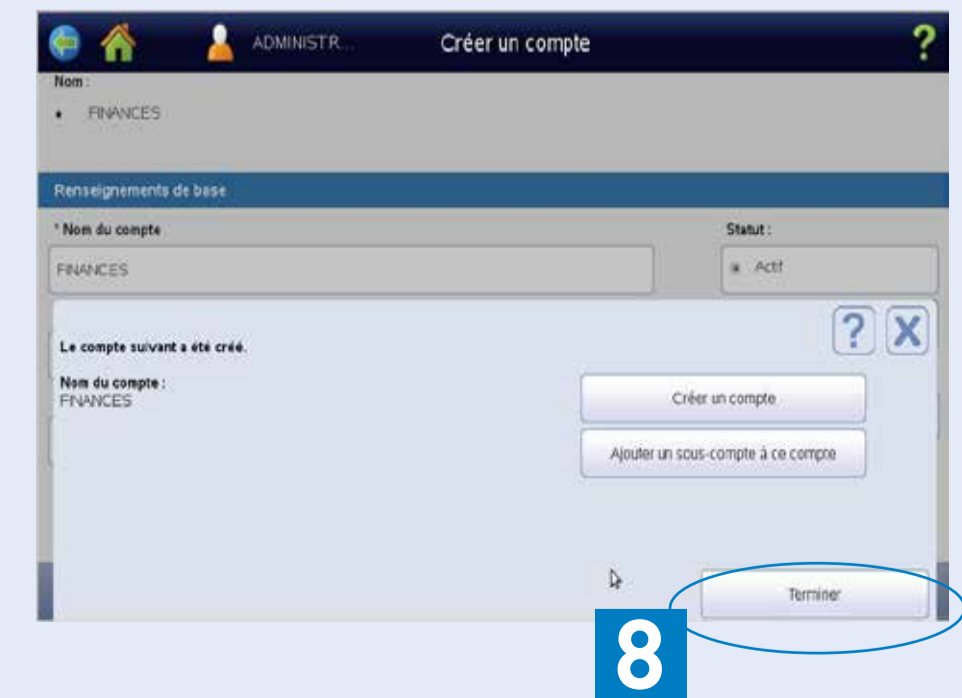 ADMINISTR... Créer un compte ?
Nom :
• FINANCES
Renseignements de base
* Nom du compte Statut :
FINANCES Actif
? X
Le compte suivant a été créé.
Nom du compte :
FINANCES
Créer un compte
Ajouter un sous-compte à ce compte
Terminer
8